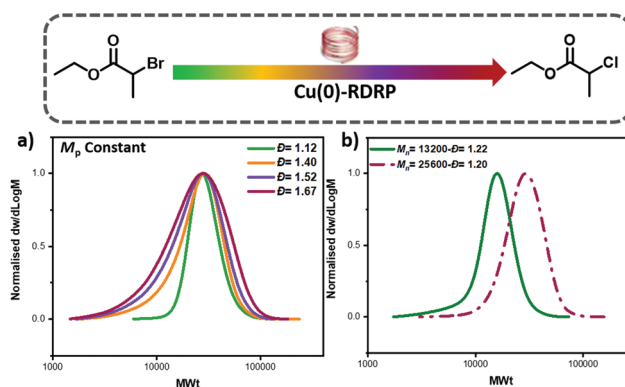 O
O
Br
Cu(0)-RDRP
O
O
Cl
a)
Mp Constant
Đ= 1.12
Đ= 1.40
Đ= 1.52
Đ= 1.67
Normalised dw/dLogM
1.0
0.5
0.0
1000
10000
100000
MWt
b)
Mn= 13200-Đ= 1.22
Mn= 25600-Đ= 1.20
Normalised dw/dLogM
1.0
0.5
0.0
1000
10000
100000
MWt